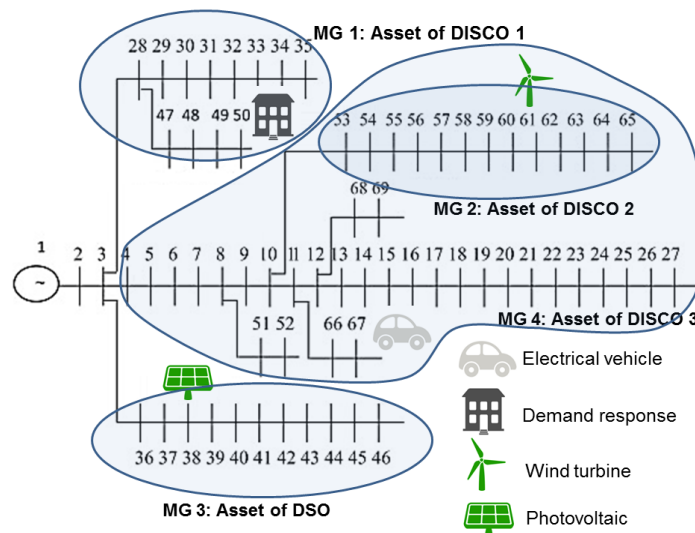 MG 1: Asset of DISCO 1
28 29 30 31 32 33 34 35
47 48 49 50
53 54 55 56 57 58 59 60 61 62 63 64 65
68 69
MG 2: Asset of DISCO 2
1
2 3 4 5 6 7 8 9 10 11 12 13 14 15 16 17 18 19 20 21 22 23 24 25 26 27
~
MG 4: Asset of DISCO 3
51 52
66 67
Electrical vehicle
Demand response
36 37 38 39 40 41 42 43 44 45 46
Wind turbine
MG 3: Asset of DSO
Photovoltaic